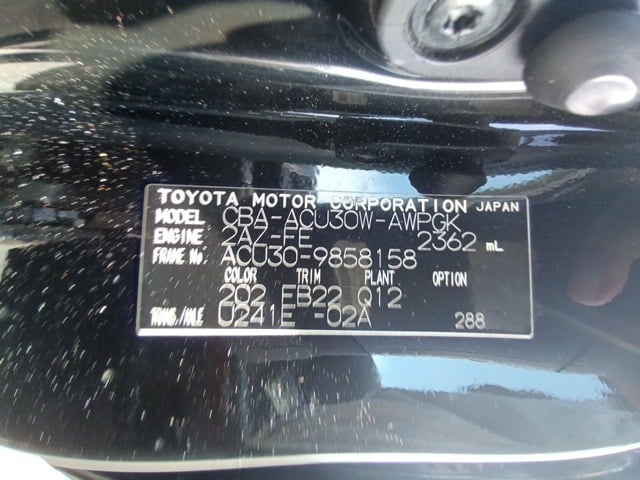 TOYOTA MOTOR CORPORATION JAPAN
MODEL CBA-ACU30W-AWPGK
ENGINE 2AZ-FE 2362 mL
FRAME No. ACU30-9858158
COLOR TRIM PLANT OPTION
202 EB22 Q12
TRANS./AXLE U241E -02A 288